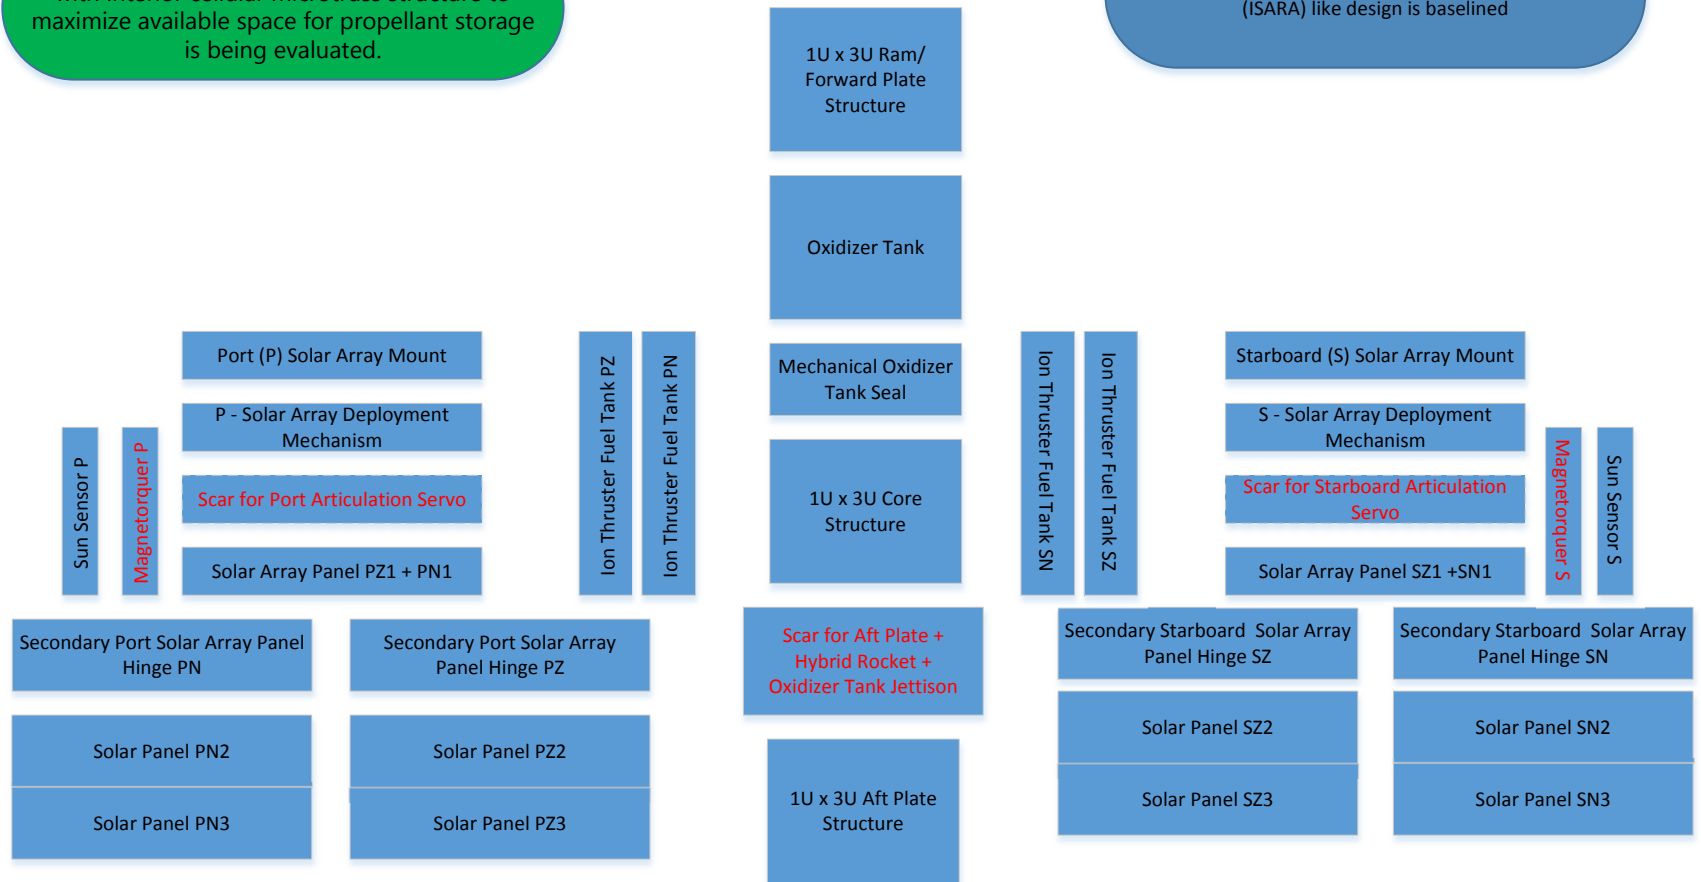 maximize available space for propellant storage
is being evaluated.
(ISARA) like design is baselined
1U x 3U Ram/
Forward Plate
Structure
Oxidizer Tank
Mechanical Oxidizer
Tank Seal
1U x 3U Core
Structure
Scar for Aft Plate +
Hybrid Rocket +
Oxidizer Tank Jettison
1U x 3U Aft Plate
Structure
Port (P) Solar Array Mount
P - Solar Array Deployment
Mechanism
Scar for Port Articulation Servo
Solar Array Panel PZ1 + PN1
Sun Sensor P
Magnetorquer P
Ion Thruster Fuel Tank PZ
Ion Thruster Fuel Tank PN
Secondary Port Solar Array Panel
Hinge PN
Solar Panel PN2
Solar Panel PN3
Secondary Port Solar Array
Panel Hinge PZ
Solar Panel PZ2
Solar Panel PZ3
Ion Thruster Fuel Tank SN
Ion Thruster Fuel Tank SZ
Starboard (S) Solar Array Mount
S - Solar Array Deployment
Mechanism
Scar for Starboard Articulation
Servo
Solar Array Panel SZ1 +SN1
Magnetorquer S
Sun Sensor S
Secondary Starboard  Solar Array
Panel Hinge SZ
Solar Panel SZ2
Solar Panel SZ3
Secondary Starboard  Solar Array
Panel Hinge SN
Solar Panel SN2
Solar Panel SN3